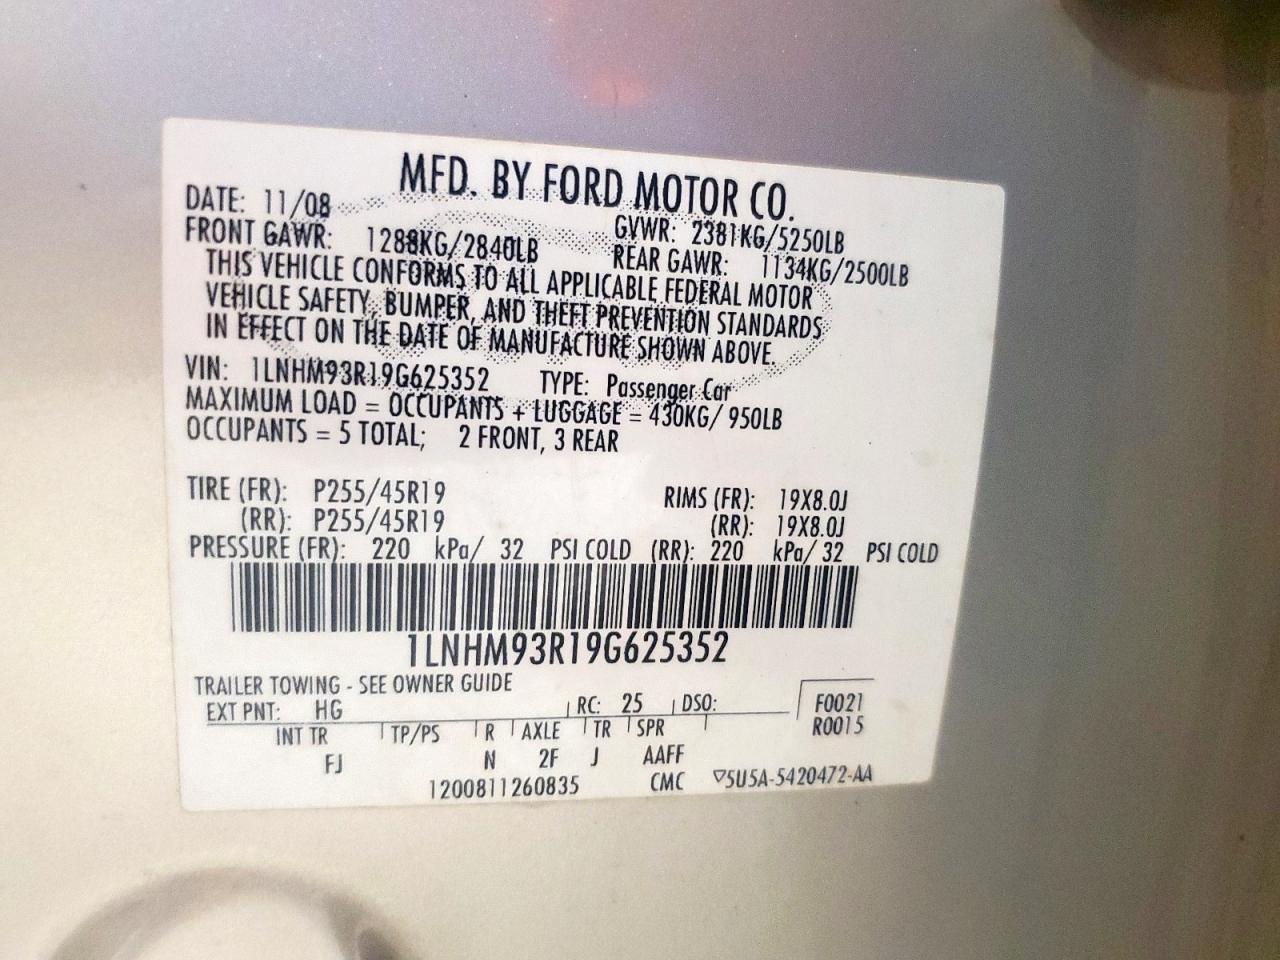 MFD. BY FORD MOTOR CO.
DATE: 11/08 GVWR: 2381KG/5250LB
FRONT GAWR: 1288KG/2840LB REAR GAWR: 1134KG/2500LB
THIS VEHICLE CONFORMS TO ALL APPLICABLE FEDERAL MOTOR
VEHICLE SAFETY, BUMPER, AND THEFT PREVENTION STANDARDS
IN EFFECT ON THE DATE OF MANUFACTURE SHOWN ABOVE.
VIN: 1LNHM93R19G625352 TYPE: Passenger Car
MAXIMUM LOAD = OCCUPANTS + LUGGAGE = 430KG/ 950LB
OCCUPANTS = 5 TOTAL; 2 FRONT, 3 REAR
TIRE (FR): P255/45R19 RIMS (FR): 19X8.0J
(RR): P255/45R19 (RR): 19X8.0J
PRESSURE (FR): 220 kPa/ 32 PSI COLD (RR): 220 kPa/ 32 PSI COLD
1LNHM93R19G625352
TRAILER TOWING - SEE OWNER GUIDE
EXT PNT: HG RC: 25 DSO: F0021
INT TR TP/PS R AXLE TR SPR R0015
FJ N 2F J AAFF
1200811260835 CMC ▽5U5A-5420472-AA